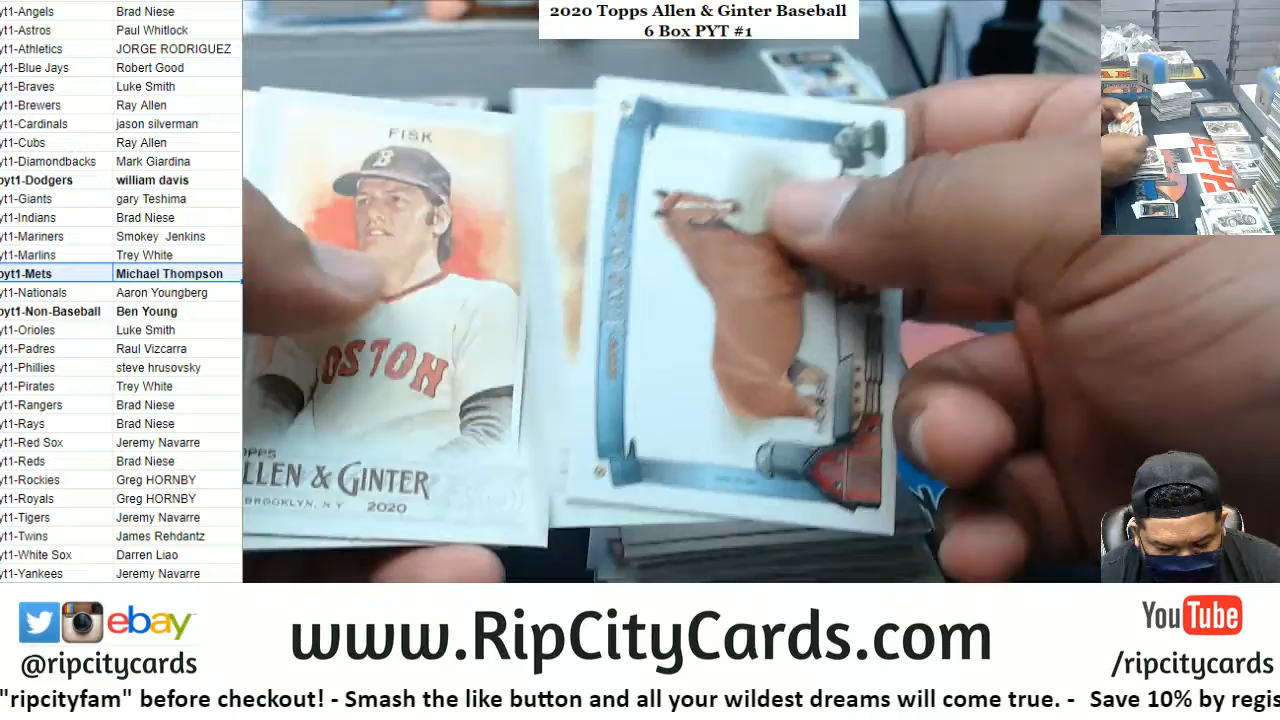 yt1-Angels Brad Niese
yt1-Astros Paul Whitlock
yt1-Athletics JORGE RODRIGUEZ
yt1-Blue Jays Robert Good
yt1-Braves Luke Smith
yt1-Brewers Ray Allen
yt1-Cardinals jason silverman
yt1-Cubs Ray Allen
yt1-Diamondbacks Mark Giardina
pyt1-Dodgers william davis
yt1-Giants gary Teshima
yt1-Indians Brad Niese
yt1-Mariners Smokey Jenkins
yt1-Marlins Trey White
pyt1-Mets Michael Thompson
yt1-Nationals Aaron Youngberg
pyt1-Non-Baseball Ben Young
yt1-Orioles Luke Smith
yt1-Padres Raul Vizcarra
yt1-Phillies steve hrusovsky
yt1-Pirates Trey White
yt1-Rangers Brad Niese
yt1-Rays Brad Niese
yt1-Red Sox Jeremy Navarre
yt1-Reds Brad Niese
yt1-Rockies Greg HORNBY
yt1-Royals Greg HORNBY
yt1-Tigers Jeremy Navarre
yt1-Twins James Rehdantz
yt1-White Sox Darren Liao
yt1-Yankees Jeremy Navarre
2020 Topps Allen & Ginter Baseball
6 Box PYT #1
FISK
B
BOSTON
OPPS
LLEN & GINTER
BROOKLYN, N Y 2020
ebay
@ripcitycards
www.RipCityCards.com
YouTube
/ripcitycards
"ripcityfam" before checkout! - Smash the like button and all your wildest dreams will come true. - Save 10% by regis